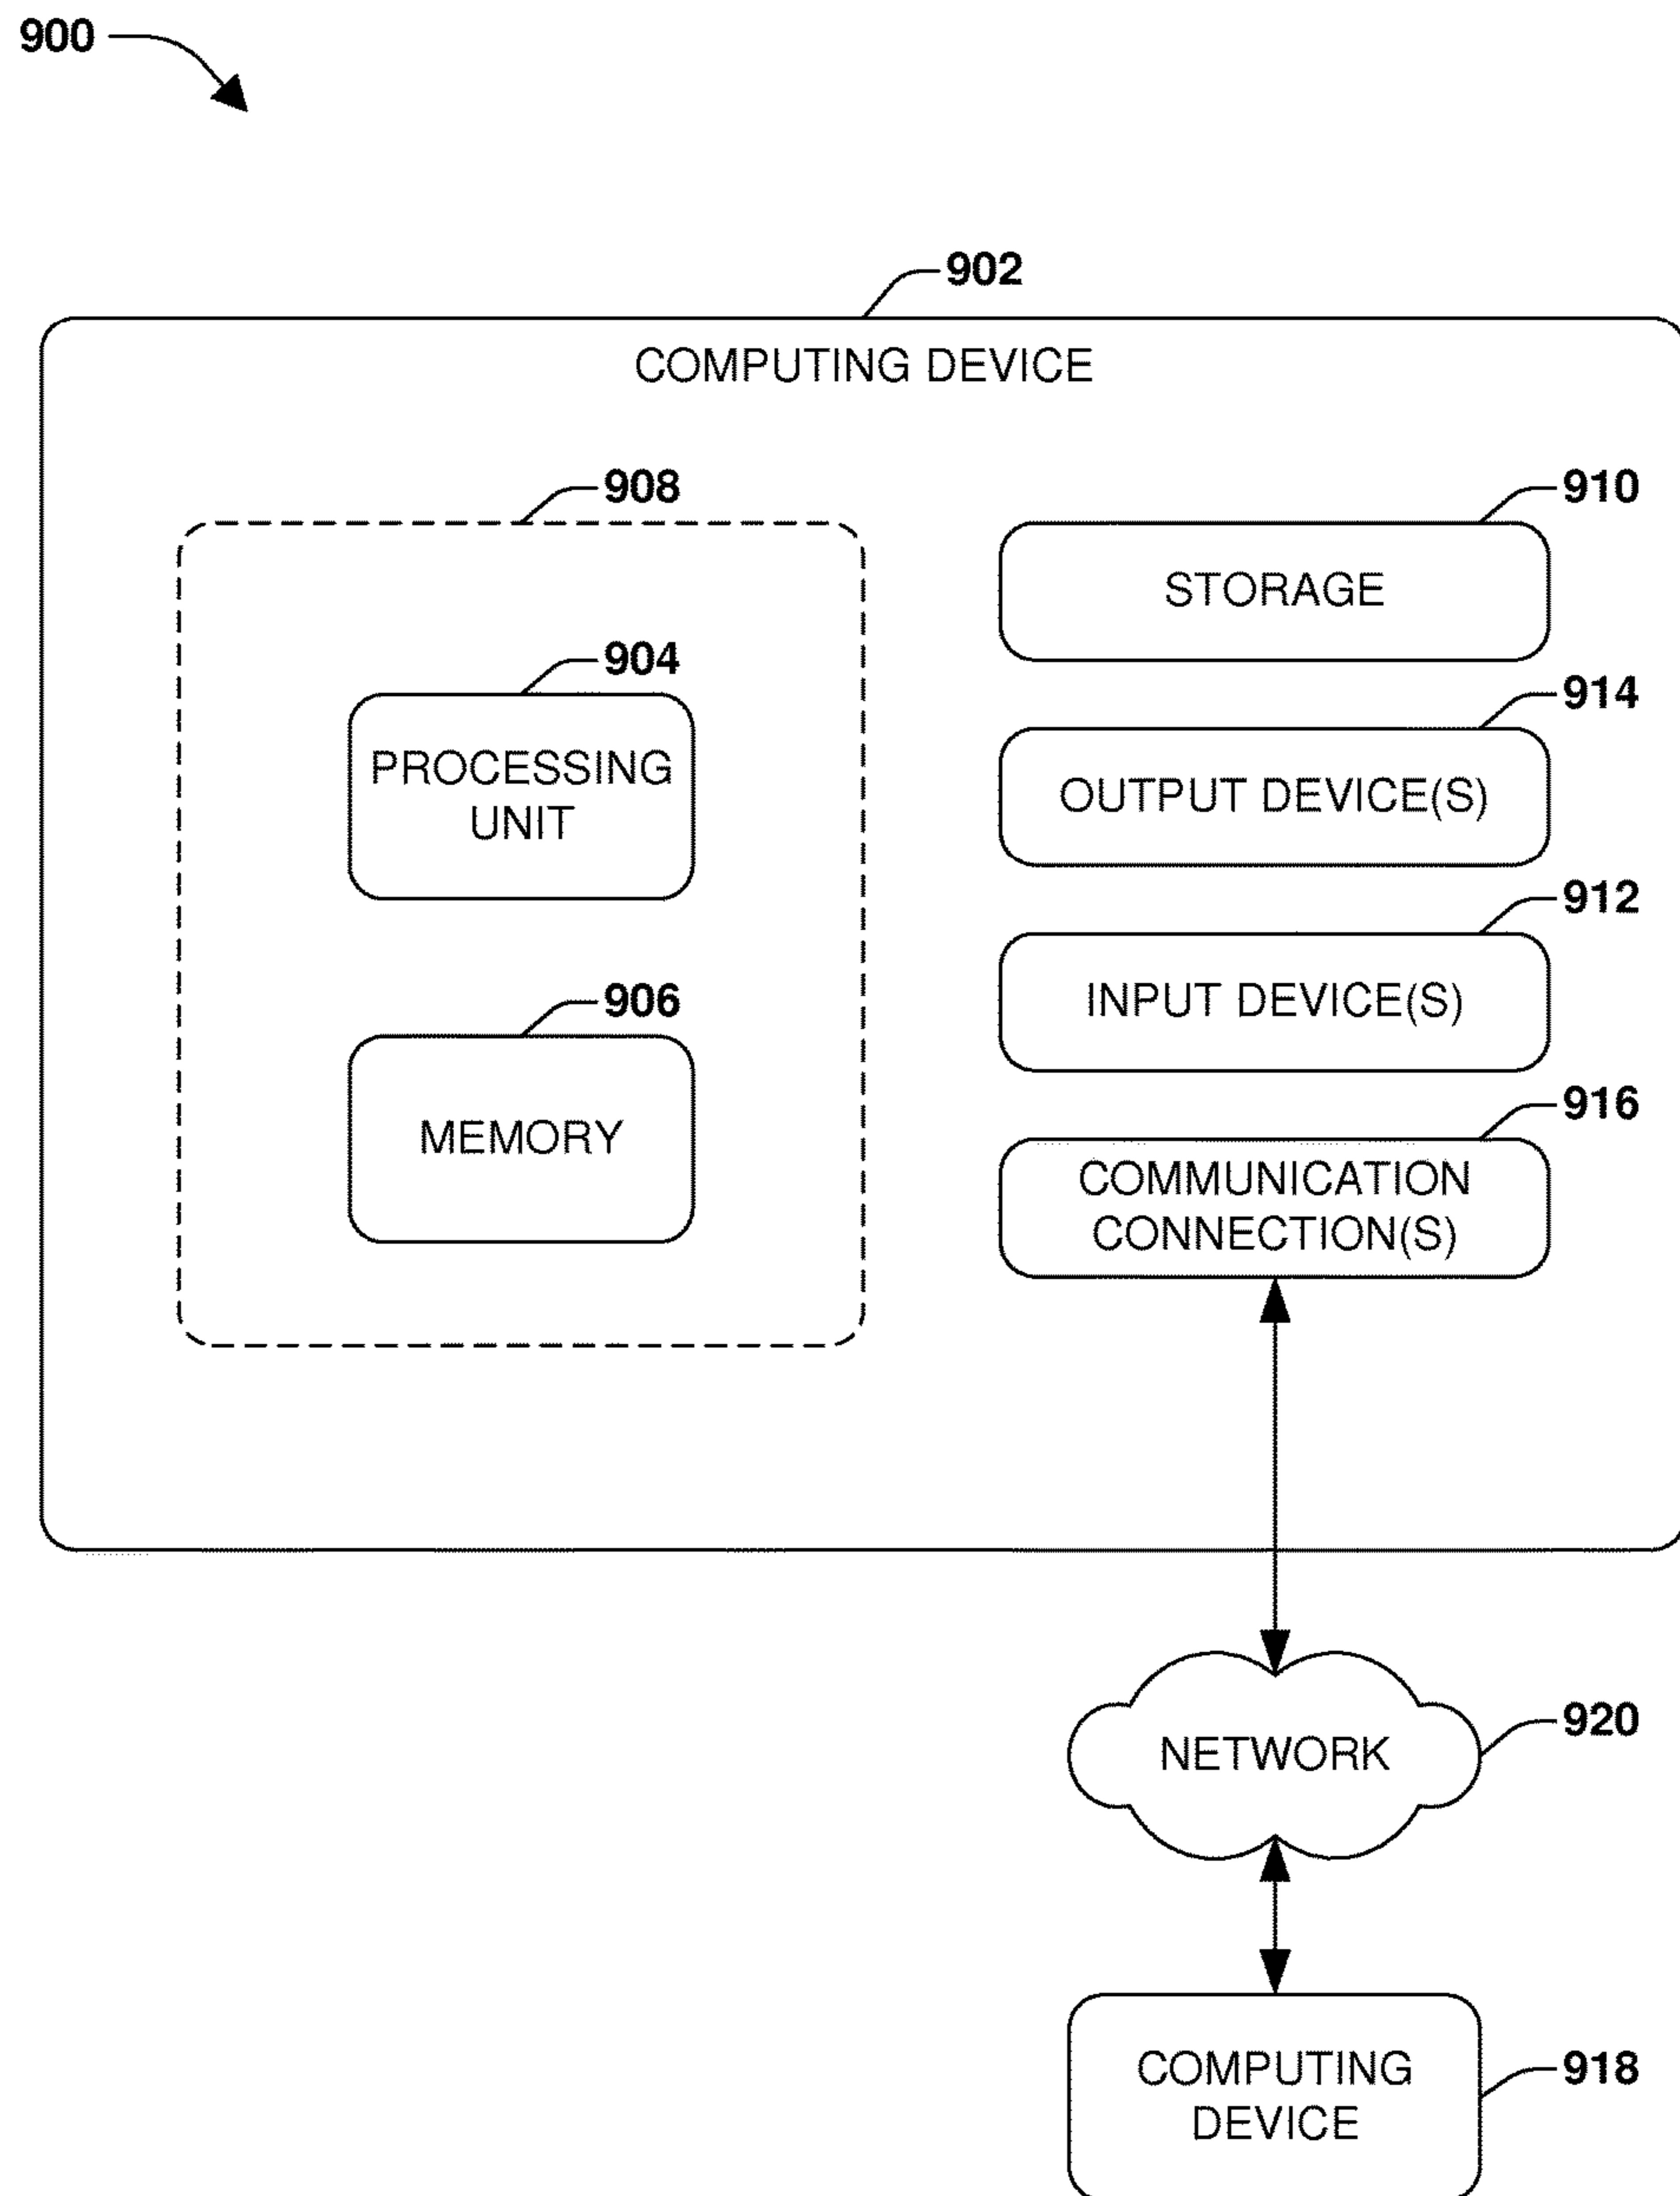 900
902
COMPUTING DEVICE
908
910
STORAGE
904
914
PROCESSING
UNIT
OUTPUT DEVICE(S)
912
INPUT DEVICE(S)
906
MEMORY
916
COMMUNICATION
CONNECTION(S)
920
NETWORK
918
COMPUTING
DEVICE